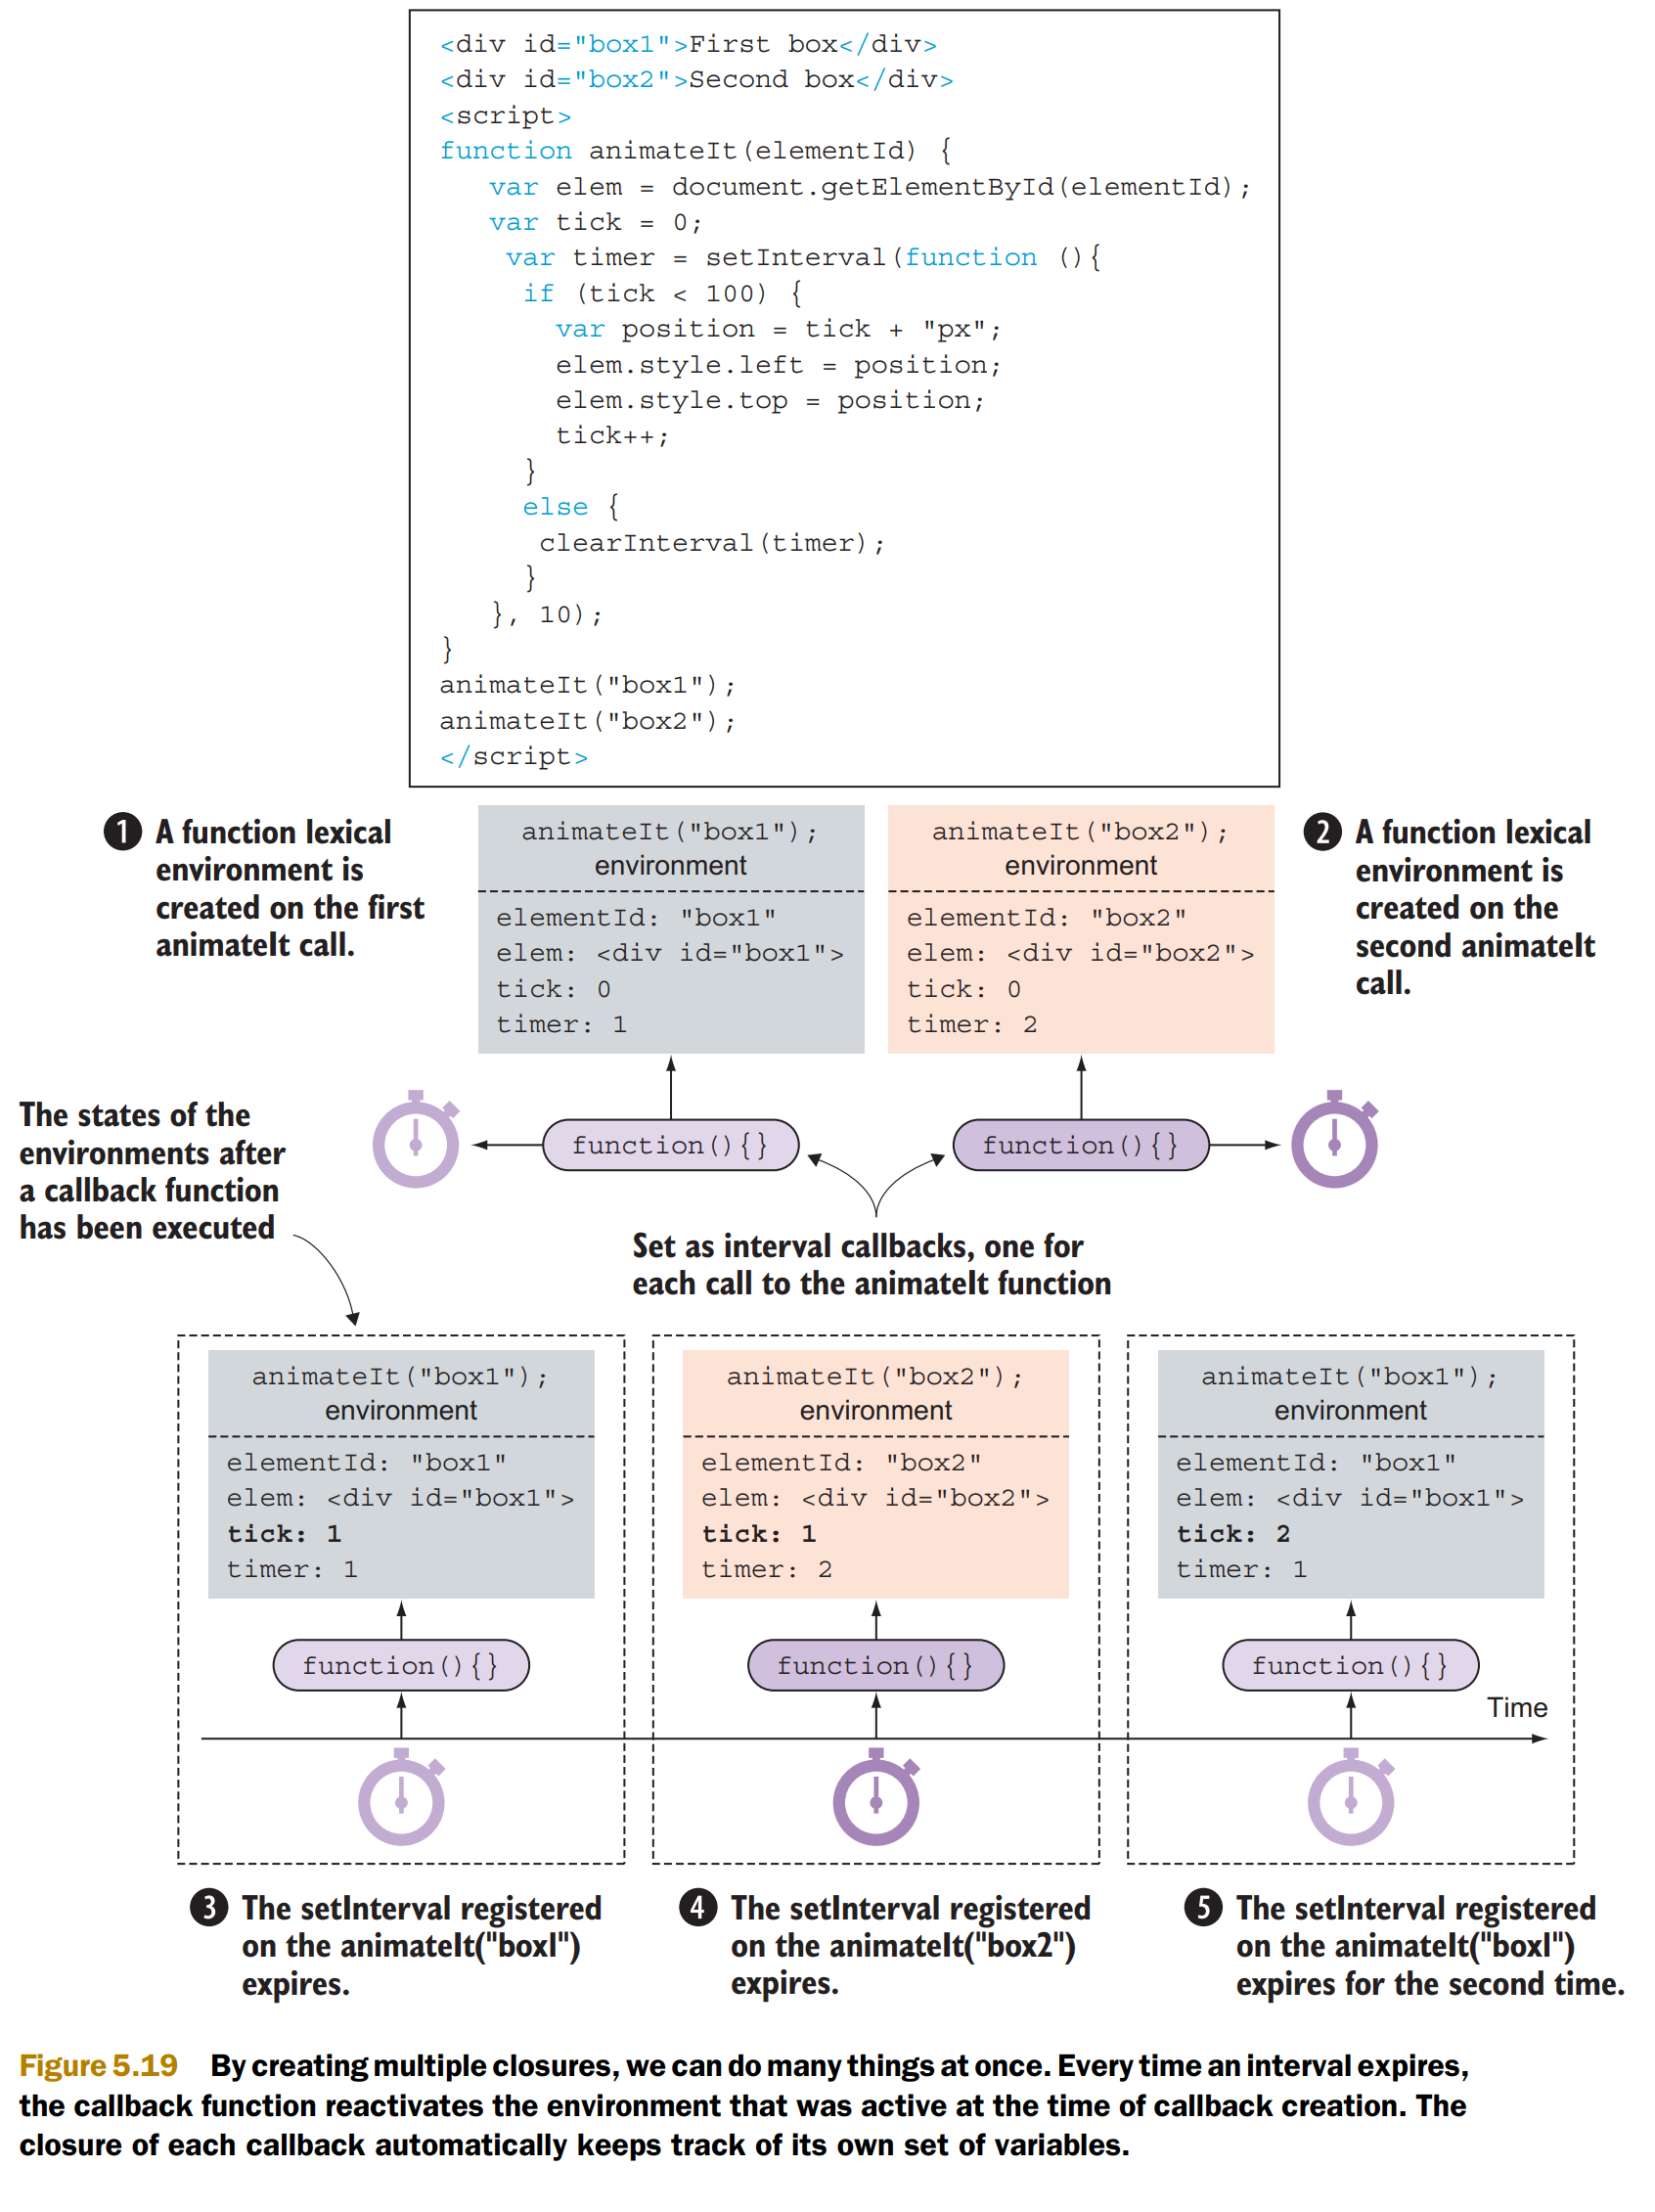 <div id="box1">First box</div>
<div id="box2">Second box</div>
<script>
function animateIt(elementId) {
   var elem = document.getElementById(elementId);
   var tick = 0;
    var timer = setInterval(function (){
     if (tick < 100) {
       var position = tick + "px";
       elem.style.left = position;
       elem.style.top = position;
       tick++;
     }
     else {
      clearInterval(timer);
     }
   }, 10);
}
animateIt("box1");
animateIt("box2");
</script>
1 A function lexical
environment is
created on the first
animateIt call.
animateIt("box1");
environment
elementId: "box1"
elem: <div id="box1">
tick: 0
timer: 1
animateIt("box2");
environment
elementId: "box2"
elem: <div id="box2">
tick: 0
timer: 2
2 A function lexical
environment is
created on the
second animateIt
call.
The states of the
environments after
a callback function
has been executed
function(){}
function(){}
Set as interval callbacks, one for
each call to the animateIt function
animateIt("box1");
environment
elementId: "box1"
elem: <div id="box1">
tick: 1
timer: 1
function(){}
animateIt("box2");
environment
elementId: "box2"
elem: <div id="box2">
tick: 1
timer: 2
function(){}
animateIt("box1");
environment
elementId: "box1"
elem: <div id="box1">
tick: 2
timer: 1
function(){}
Time
3 The setInterval registered
on the animateIt("box1")
expires.
4 The setInterval registered
on the animateIt("box2")
expires.
5 The setInterval registered
on the animateIt("box1")
expires for the second time.
Figure 5.19 By creating multiple closures, we can do many things at once. Every time an interval expires,
the callback function reactivates the environment that was active at the time of callback creation. The
closure of each callback automatically keeps track of its own set of variables.